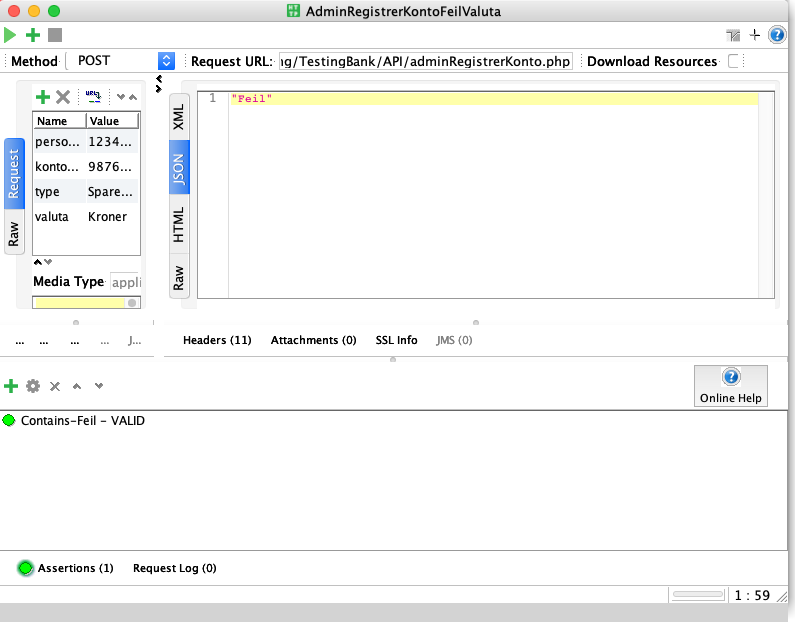 AdminRegistrerKontoFeilValuta
Method POST Request URL: ng/TestingBank/API/adminRegistrerKonto.php Download Resources
Request
Raw
Name Value
perso... 1234...
konto... 9876...
type Spare...
valuta Kroner
Media Type appli
XML
JSON
HTML
Raw
1 "Feil"
... ... ... ... J...
Headers (11) Attachments (0) SSL Info JMS (0)
Online Help
Contains-Feil - VALID
Assertions (1) Request Log (0)
1 : 59